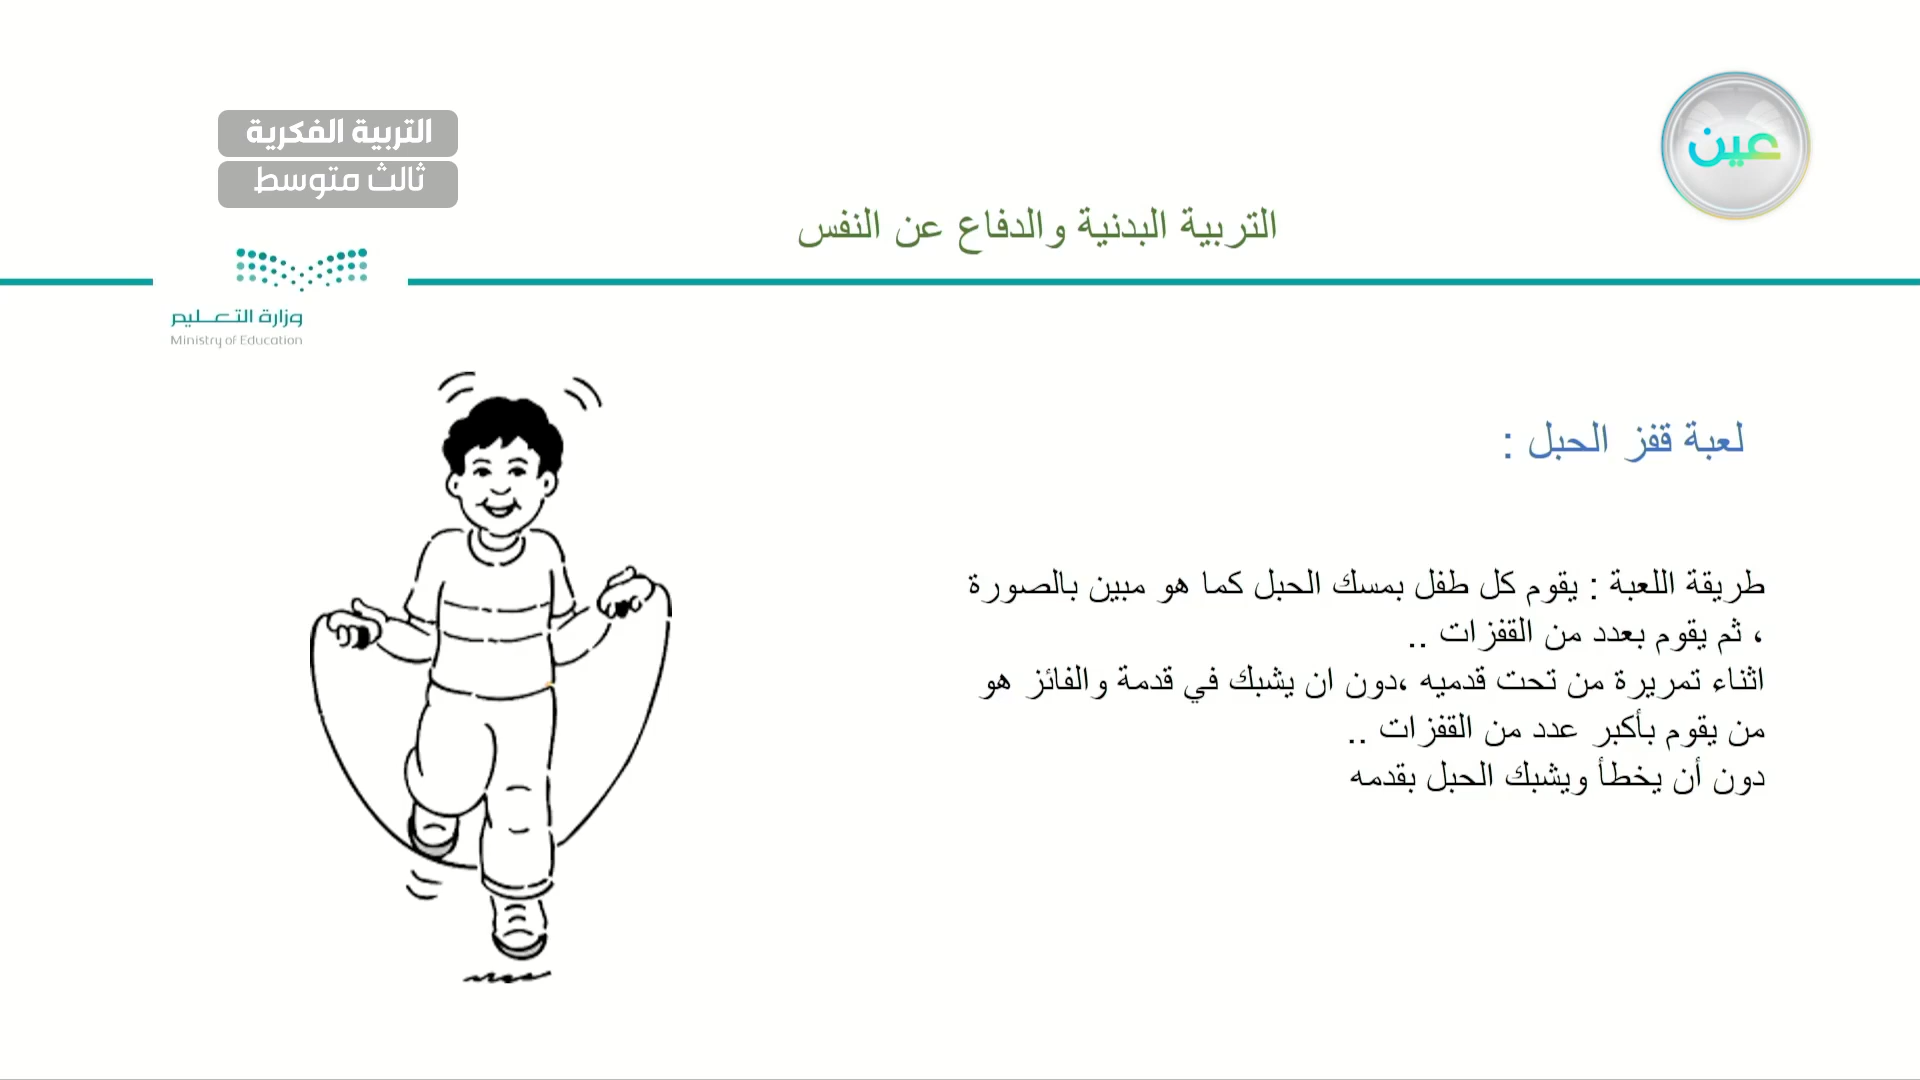 التربية الفكرية
ثالث متوسط
عين
التربية البدنية والدفاع عن النفس
وزارة التعليم
Ministry of Education
لعبة قفز الحبل :
طريقة اللعبة : يقوم كل طفل بمسك الحبل كما هو مبين بالصورة
، ثم يقوم بعدد من القفزات ..
اثناء تمريرة من تحت قدميه ،دون ان يشبك في قدمة والفائز هو
من يقوم بأكبر عدد من القفزات ..
دون أن يخطأ ويشبك الحبل بقدمه